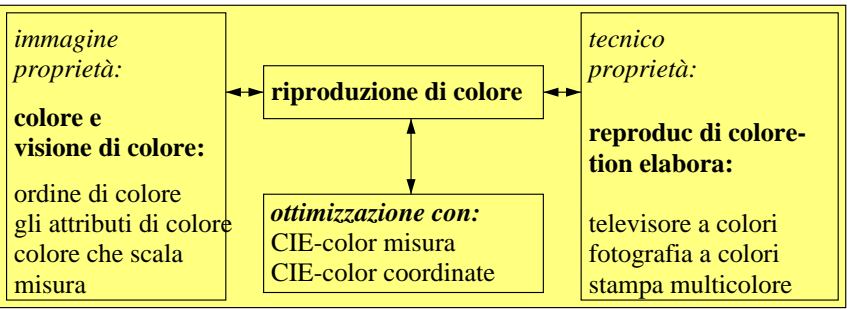 immagine
proprietà:
colore e
visione di colore:
ordine di colore
gli attributi di colore
colore che scala
misura
riproduzione di colore
ottimizzazione con:
CIE-color misura
CIE-color coordinate
tecnico
proprietà:
reproduc di colore-
tion elabora:
televisore a colori
fotografia a colori
stampa multicolore